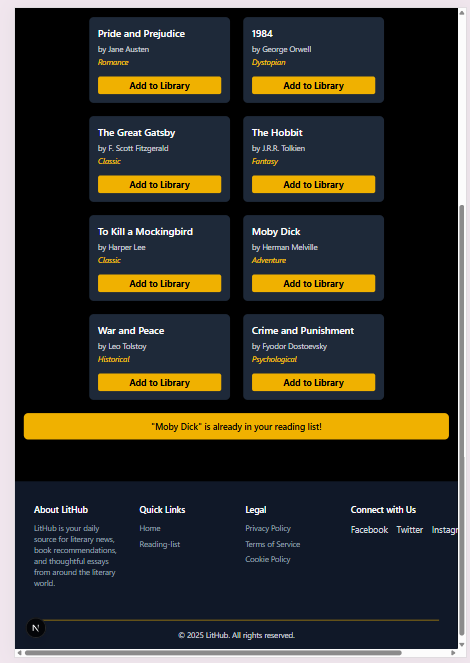 Pride and Prejudice
by Jane Austen
Romance
Add to Library
1984
by George Orwell
Dystopian
Add to Library
The Great Gatsby
by F. Scott Fitzgerald
Classic
Add to Library
The Hobbit
by J.R.R. Tolkien
Fantasy
Add to Library
To Kill a Mockingbird
by Harper Lee
Classic
Add to Library
Moby Dick
by Herman Melville
Adventure
Add to Library
War and Peace
by Leo Tolstoy
Historical
Add to Library
Crime and Punishment
by Fyodor Dostoevsky
Psychological
Add to Library
"Moby Dick" is already in your reading list!
About LitHub
LitHub is your daily
source for literary news,
book recommendations,
and thoughtful essays
from around the literary
world.
Quick Links
Home
Reading-list
Legal
Privacy Policy
Terms of Service
Cookie Policy
Connect with Us
Facebook Twitter Instagr
N
© 2025 LitHub. All rights reserved.